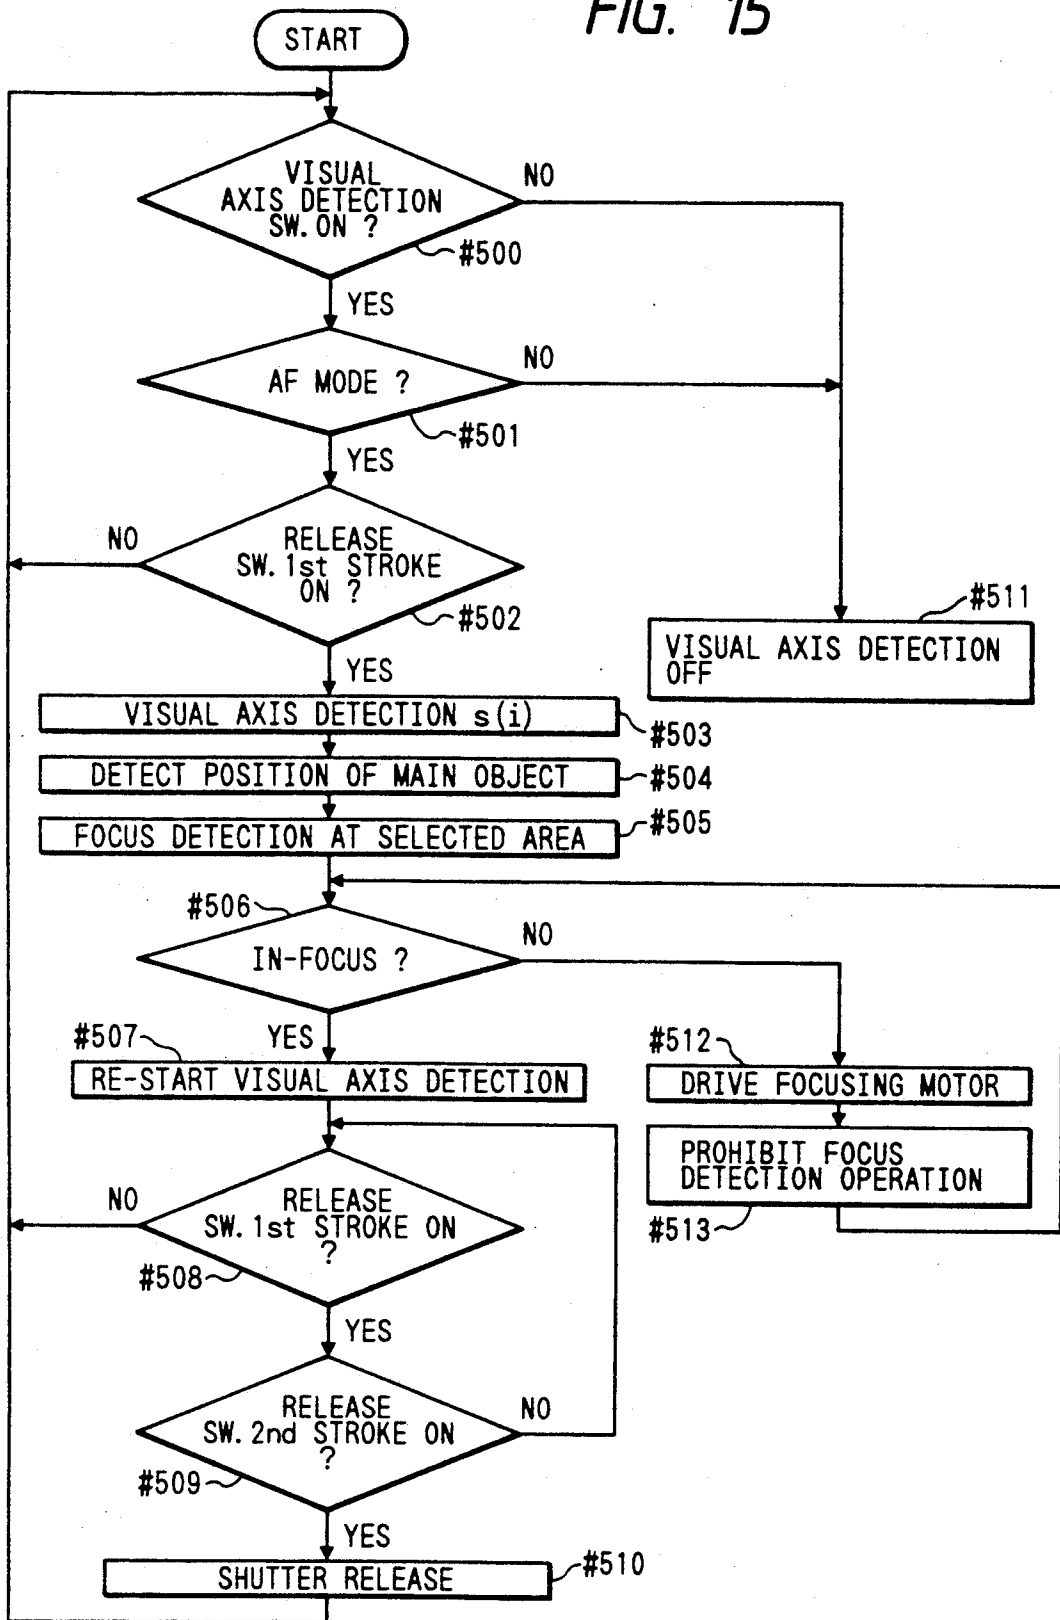 FIG. 15
START
VISUAL
AXIS DETECTION
SW. ON ?
NO
#500
YES
AF MODE ?
NO
#501
YES
RELEASE
SW. 1st STROKE
ON ?
NO
#502
YES
#511
VISUAL AXIS DETECTION
OFF
VISUAL AXIS DETECTION s(i)
#503
DETECT POSITION OF MAIN OBJECT
#504
FOCUS DETECTION AT SELECTED AREA
#505
#506
IN-FOCUS ?
NO
YES
#507
RE-START VISUAL AXIS DETECTION
#512
DRIVE FOCUSING MOTOR
PROHIBIT FOCUS
DETECTION OPERATION
#513
NO
RELEASE
SW. 1st STROKE ON
?
#508
YES
RELEASE
SW. 2nd STROKE ON
?
NO
#509
YES
SHUTTER RELEASE
#510